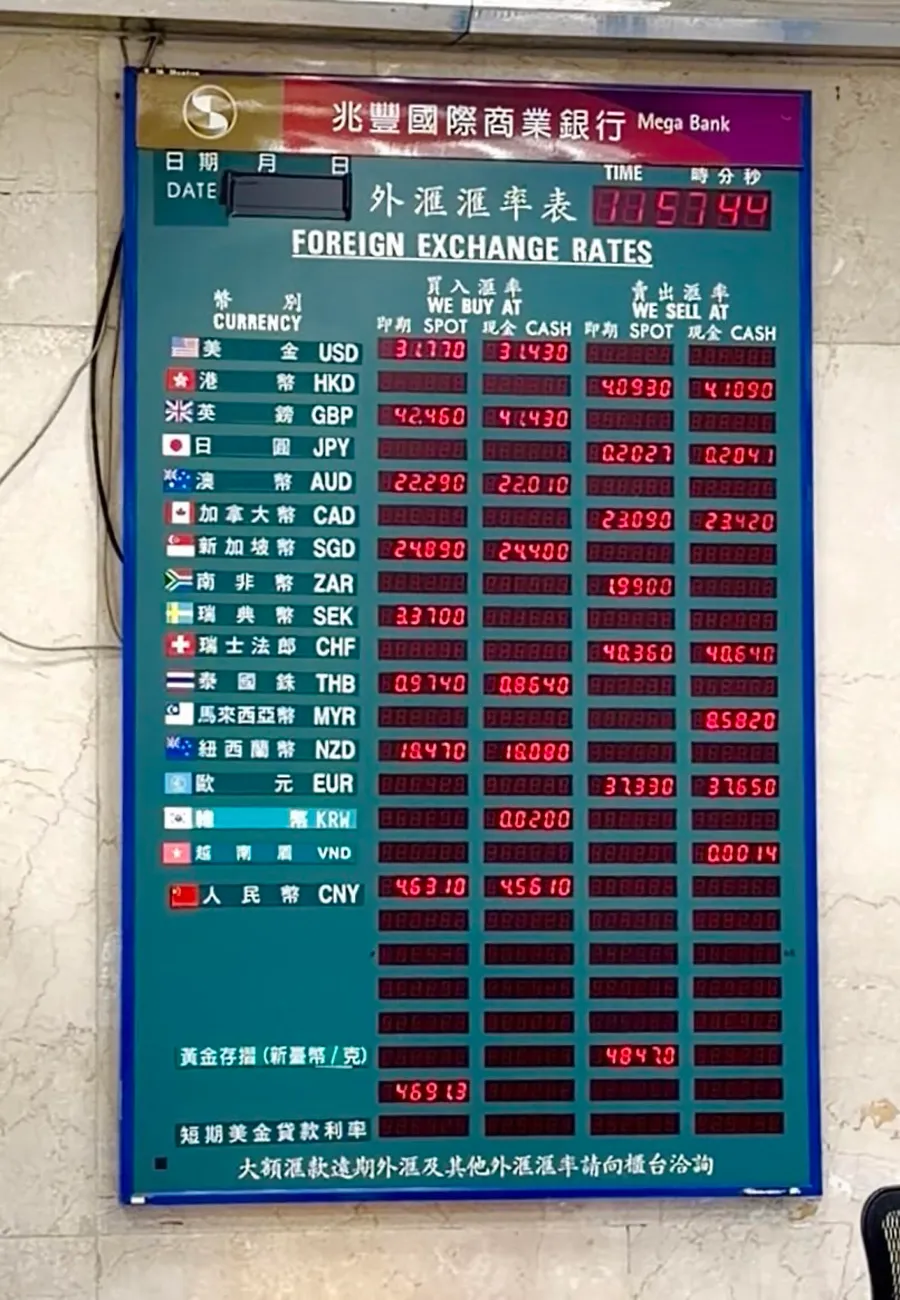 兆豐國際商業銀行 Mega Bank
日期 月 日 TIME 時分秒
DATE 外滙滙率表 115744
FOREIGN EXCHANGE RATES
幣別 買入滙率 賣出滙率
CURRENCY WE BUY AT WE SELL AT
即期 SPOT 現金 CASH 即期 SPOT 現金 CASH
美金 USD 31.770 31.430
港幣 HKD 4.0930 4.1090
英鎊 GBP 42.460 41.430
日圓 JPY 0.2027 0.2041
澳幣 AUD 22.290 22.010
加拿大幣 CAD 23.090 23.420
新加坡幣 SGD 24.890 24.400
南非幣 ZAR 1.9900
瑞典幣 SEK 3.3700
瑞士法郎 CHF 40.360 40.640
泰國銖 THB 0.9740 0.8640
馬來西亞幣 MYR 8.5820
紐西蘭幣 NZD 18.470 18.080
歐元 EUR 37.330 37.650
韓幣 KRW 0.0200
越南盾 VND 0.0014
人民幣 CNY 4.6310 4.5610
黃金存摺 (新臺幣/克) 4847.0
4691.3
短期美金貸款利率
大額滙款遠期外滙及其他外滙滙率請向櫃台洽詢